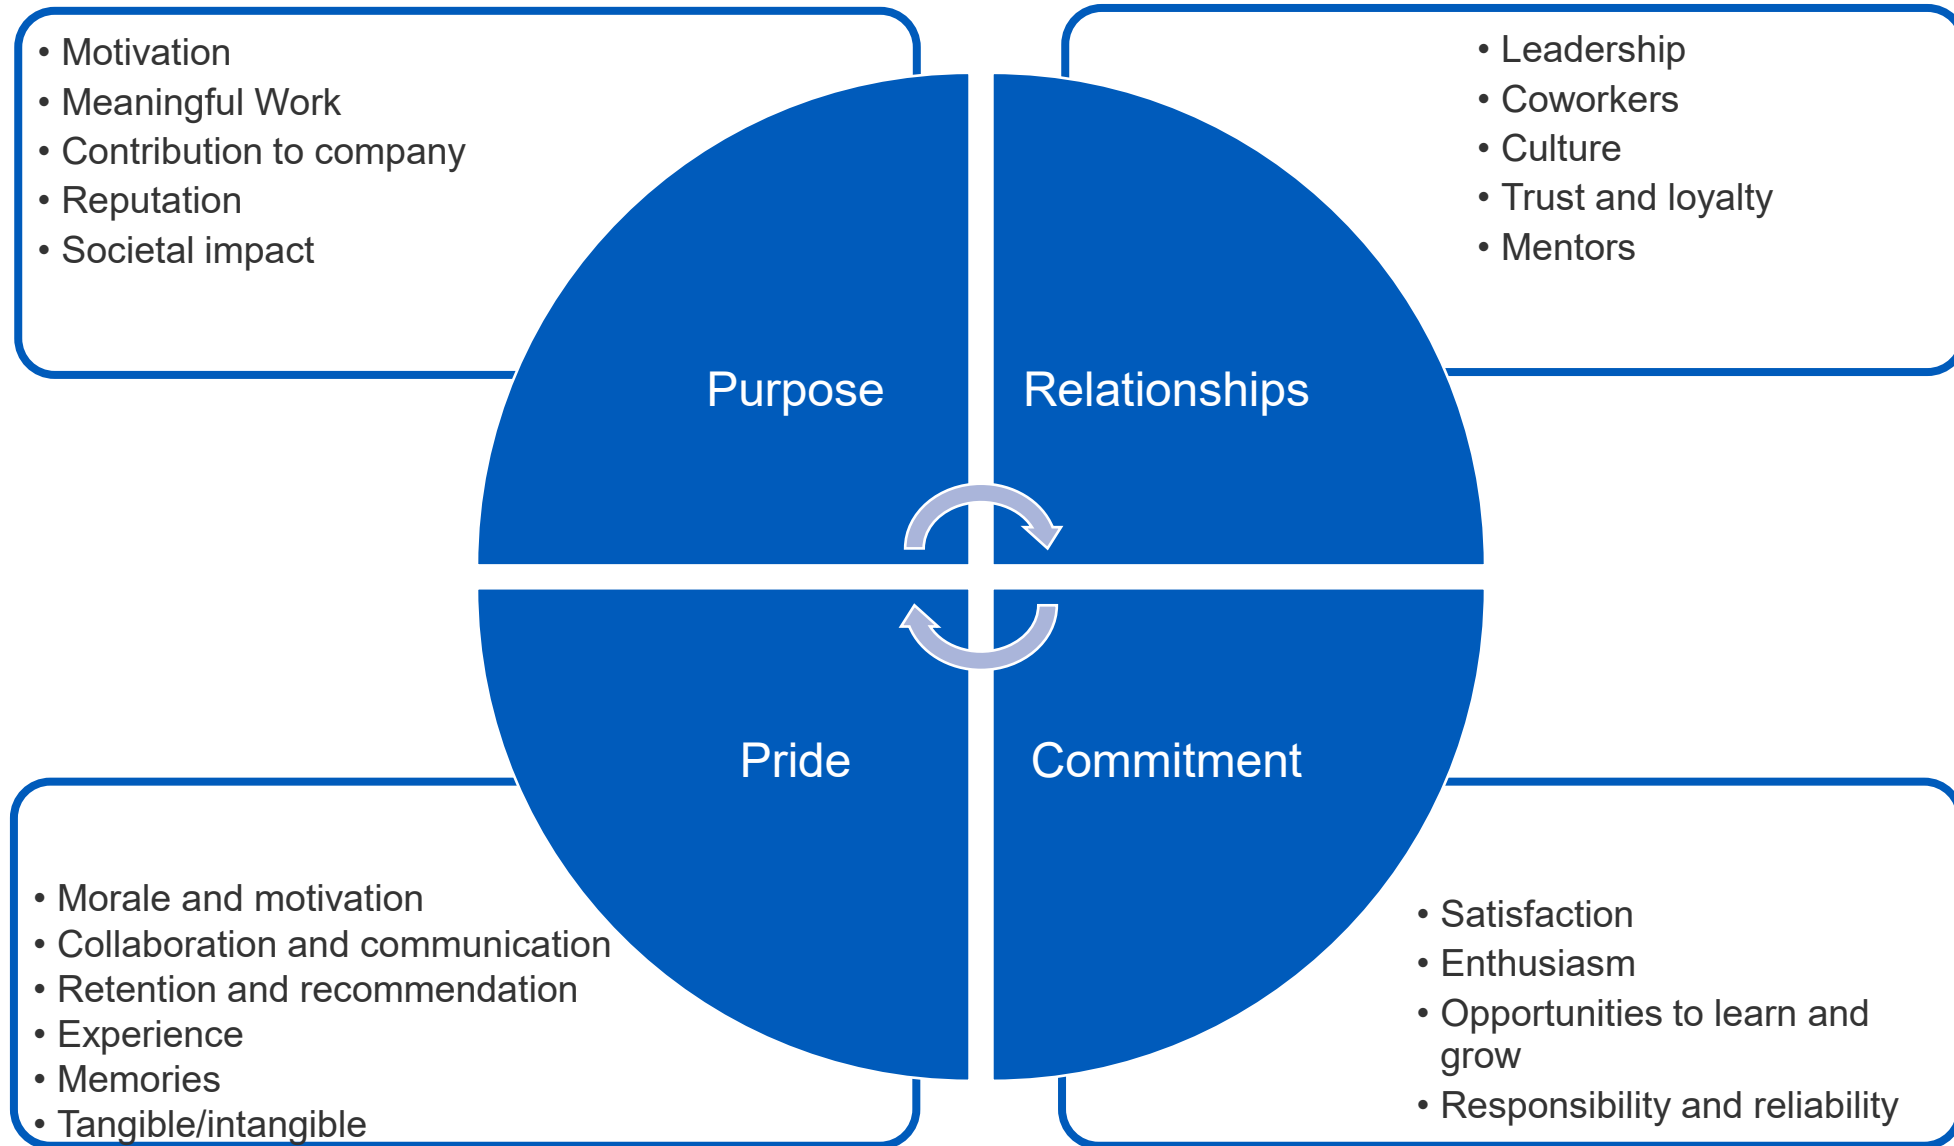 • Motivation
• Meaningful Work
• Contribution to company
• Reputation
• Societal impact
• Leadership
• Coworkers
• Culture
• Trust and loyalty
• Mentors
Purpose
Relationships
Pride
Commitment
• Morale and motivation
• Collaboration and communication
• Retention and recommendation
• Experience
• Memories
• Tangible/intangible
• Satisfaction
• Enthusiasm
• Opportunities to learn and
grow
• Responsibility and reliability